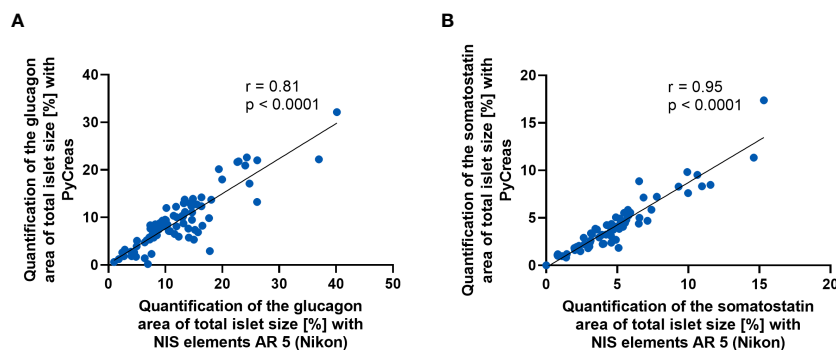 A
Quantification of the glucagon
area of total islet size [%] with
PyCreas
40
30
20
10
0
r = 0.81
p < 0.0001
0 10 20 30 40 50
Quantification of the glucagon
area of total islet size [%] with
NIS elements AR 5 (Nikon)
B
Quantification of the somatostatin
area of total islet size [%] with
PyCreas
20
15
10
5
0
r = 0.95
p < 0.0001
0 5 10 15 20
Quantification of the somatostatin
area of total islet size [%] with
NIS elements AR 5 (Nikon)